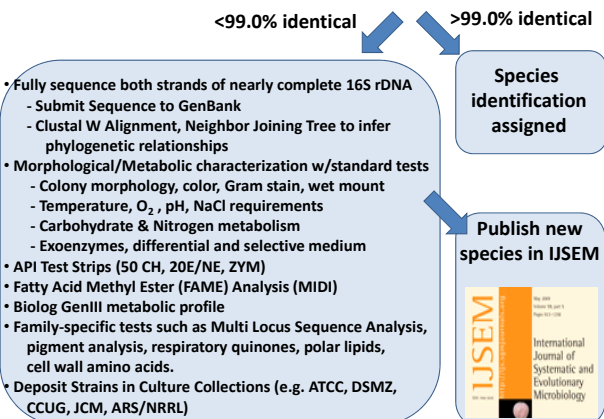 <99.0% identical
>99.0% identical
• Fully sequence both strands of nearly complete 16S rDNA
- Submit Sequence to GenBank
- Clustal W Alignment, Neighbor Joining Tree to infer
phylogenetic relationships
• Morphological/Metabolic characterization w/standard tests
- Colony morphology, color, Gram stain, wet mount
- Temperature, O2 , pH, NaCl requirements
- Carbohydrate & Nitrogen metabolism
- Exoenzymes, differential and selective medium
• API Test Strips (50 CH, 20E/NE, ZYM)
• Fatty Acid Methyl Ester (FAME) Analysis (MIDI)
• Biolog GenIII metabolic profile
• Family-specific tests such as Multi Locus Sequence Analysis,
pigment analysis, respiratory quinones, polar lipids,
cell wall amino acids.
• Deposit Strains in Culture Collections (e.g. ATCC, DSMZ,
CCUG, JCM, ARS/NRRL)
Species
identification
assigned
Publish new
species in IJSEM
IJSEM
May 2009
International
Journal of
Systematic and
Evolutionary
Microbiology